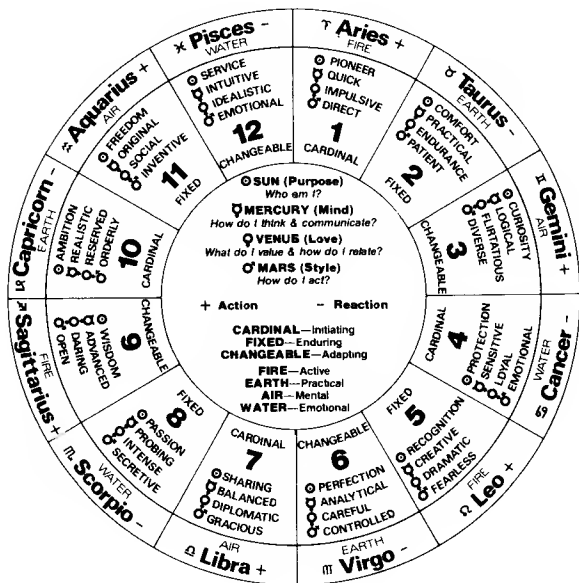 ♈ Aries +
FIRE
☉ PIONEER
☿ QUICK
♀ IMPULSIVE
♂ DIRECT
1
CARDINAL
♉ Taurus -
EARTH
☉ COMFORT
☿ PRACTICAL
♀ ENDURANCE
♂ PATIENT
2
FIXED
♊ Gemini +
AIR
☉ CURIOSITY
☿ LOGICAL
♀ FLIRTATIOUS
♂ DIVERSE
3
CHANGEABLE
♋ Cancer -
WATER
☉ PROTECTION
☿ SENSITIVE
♀ LOYAL
♂ EMOTIONAL
4
CARDINAL
♌ Leo +
FIRE
☉ RECOGNITION
☿ CREATIVE
♀ DRAMATIC
♂ FEARLESS
5
FIXED
♍ Virgo -
EARTH
☉ PERFECTION
☿ ANALYTICAL
♀ CAREFUL
♂ CONTROLLED
6
CHANGEABLE
♎ Libra +
AIR
☉ SHARING
☿ BALANCED
♀ DIPLOMATIC
♂ GRACIOUS
7
CARDINAL
♏ Scorpio -
WATER
☉ PASSION
☿ PROBING
♀ INTENSE
♂ SECRETIVE
8
FIXED
♐ Sagittarius +
FIRE
☉ WISDOM
☿ ADVANCED
♀ DARING
♂ OPEN
9
CHANGEABLE
♑ Capricorn -
EARTH
☉ AMBITION
☿ REALISTIC
♀ RESERVED
♂ ORDERLY
10
CARDINAL
♒ Aquarius +
AIR
☉ FREEDOM
☿ ORIGINAL
♀ SOCIAL
♂ INVENTIVE
11
FIXED
♓ Pisces -
WATER
☉ SERVICE
☿ INTUITIVE
♀ IDEALISTIC
♂ EMOTIONAL
12
CHANGEABLE
☉ SUN (Purpose)
Who am I?
☿ MERCURY (Mind)
How do I think & communicate?
♀ VENUS (Love)
What do I value & how do I relate?
♂ MARS (Style)
How do I act?
+ Action - Reaction
CARDINAL—Initiating
FIXED—Enduring
CHANGEABLE—Adapting
FIRE—Active
EARTH—Practical
AIR—Mental
WATER—Emotional